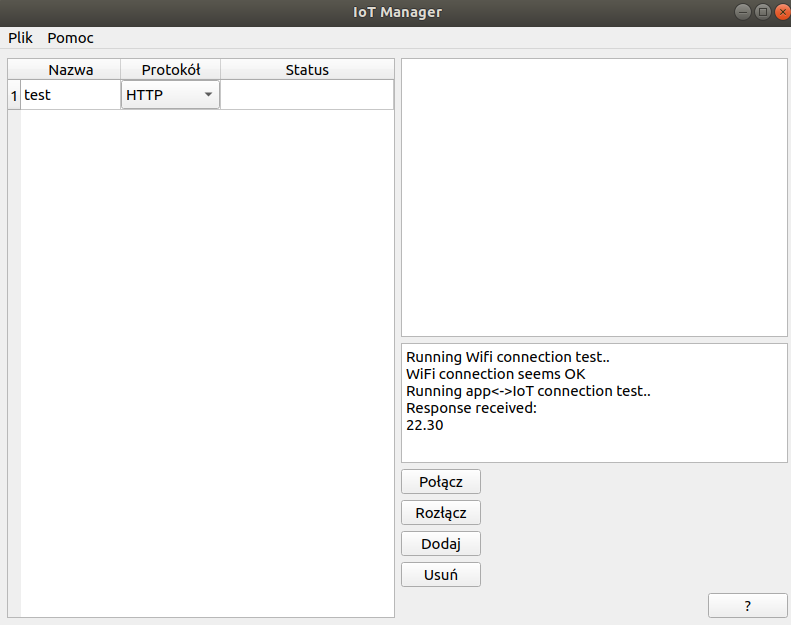 IoT Manager
Plik Pomoc
Nazwa Protokół Status
1 test HTTP
Running Wifi connection test..
WiFi connection seems OK
Running app<->IoT connection test..
Response received:
22.30
Połącz
Rozłącz
Dodaj
Usuń
?